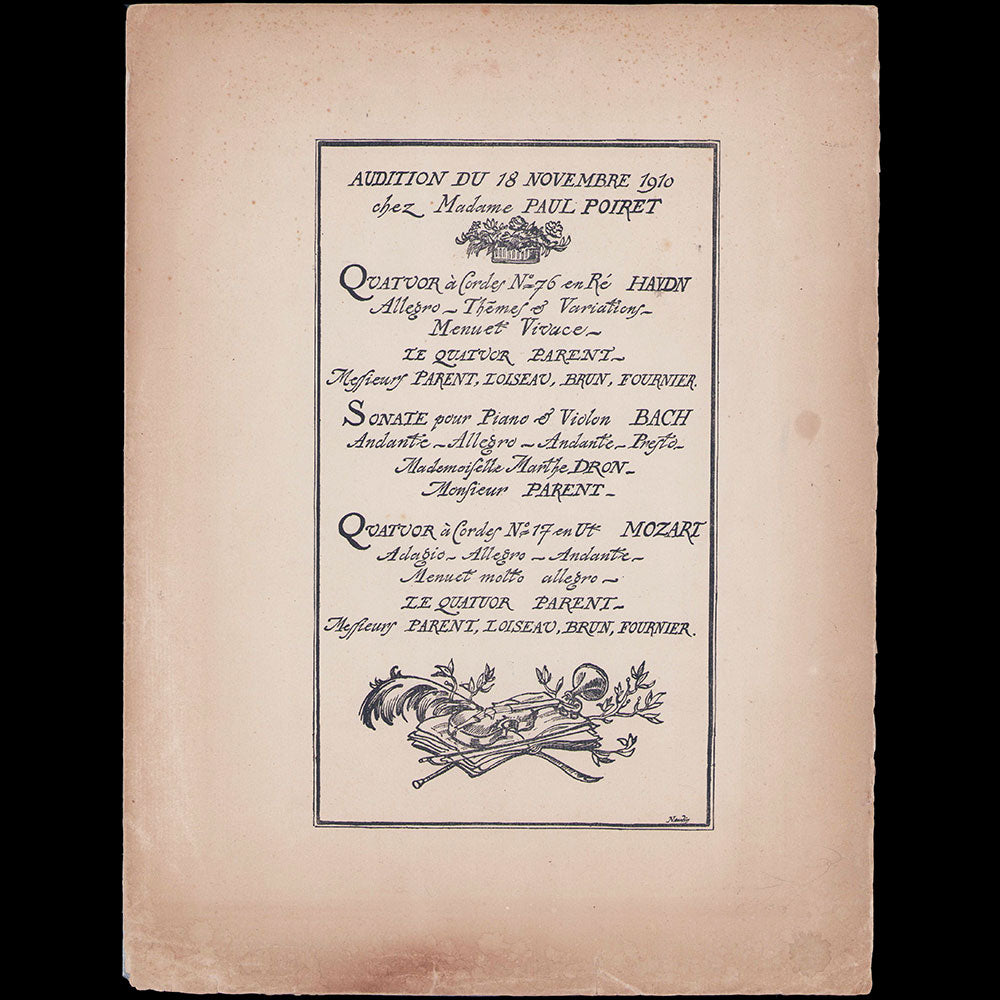 AUDITION DU 18 NOVEMBRE 1910
chez Madame PAUL POIRET
QUATUOR à Cordes No 76 en Ré HAYDN
Allegro – Thèmes & Variations –
Menuet Vivace –
LE QUATUOR PARENT –
Messieurs PARENT, LOISEAU, BRUN, FOURNIER.
SONATE pour Piano & Violon BACH
Andante – Allegro – Andante – Presto –
Mademoiselle Marthe DRON –
Monsieur PARENT –
QUATUOR à Cordes No 17 en Ut MOZART
Adagio – Allegro – Andante –
Menuet molto allegro –
LE QUATUOR PARENT –
Messieurs PARENT, LOISEAU, BRUN, FOURNIER.
Naudin